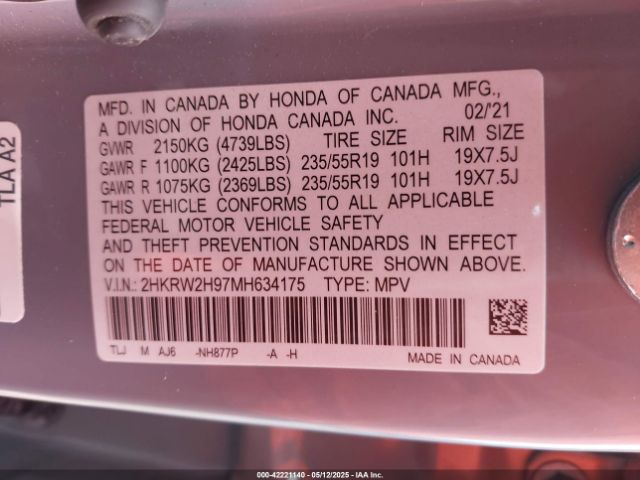 TLA A2
MFD. IN CANADA BY HONDA OF CANADA MFG.,
A DIVISION OF HONDA CANADA INC. 02/21
GVWR 2150KG (4739LBS) TIRE SIZE RIM SIZE
GAWR F 1100KG (2425LBS) 235/55R19 101H 19X7.5J
GAWR R 1075KG (2369LBS) 235/55R19 101H 19X7.5J
THIS VEHICLE CONFORMS TO ALL APPLICABLE
FEDERAL MOTOR VEHICLE SAFETY
AND THEFT PREVENTION STANDARDS IN EFFECT
ON THE DATE OF MANUFACTURE SHOWN ABOVE.
V.I.N.: 2HKRW2H97MH634175 TYPE: MPV
TLJ M AJ6 -NH877P -A -H MADE IN CANADA
000-42221140 - 05/12/2025 - IAA Inc.